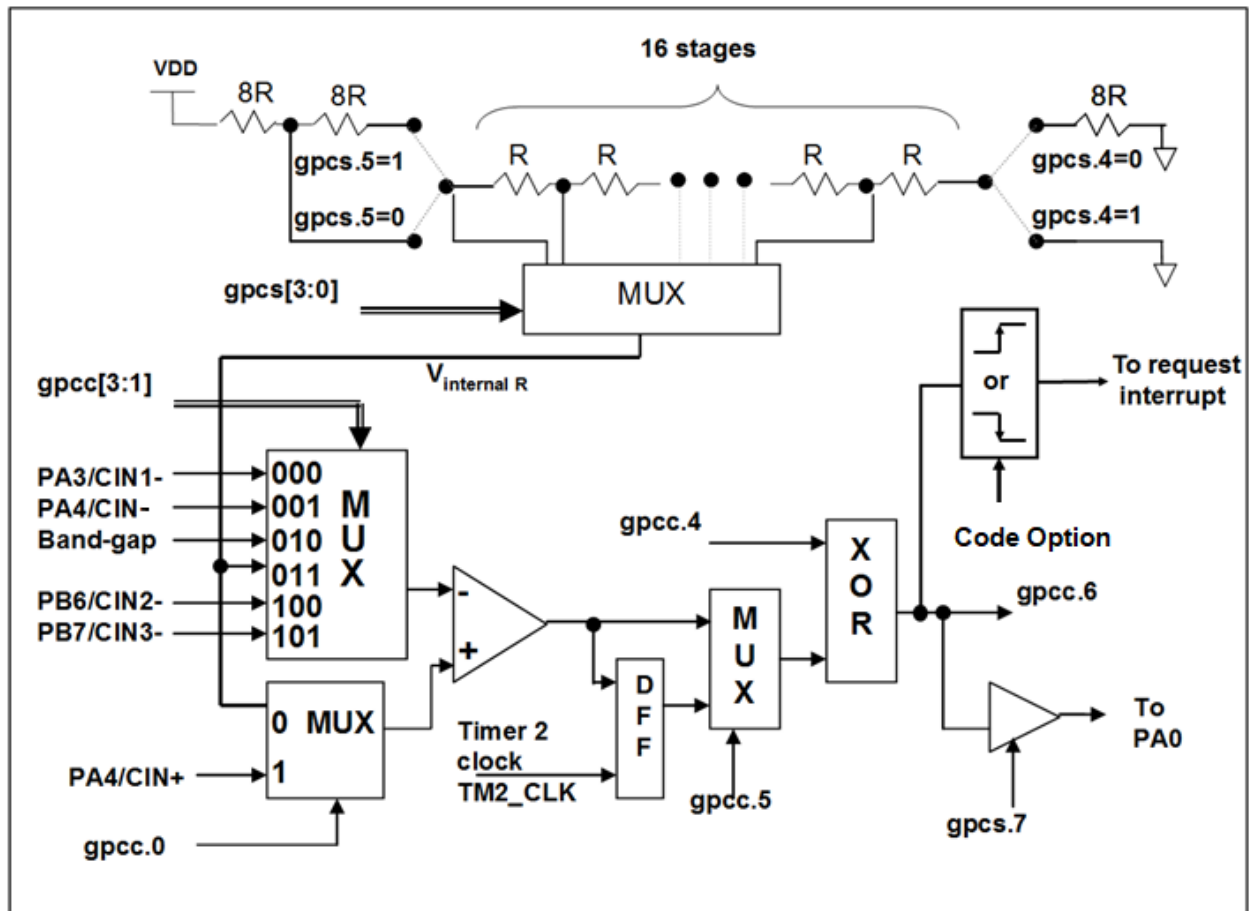 16 stages
VDD
8R
8R
8R
gpcs.5=1
R
R
R
R
gpcs.4=0
gpcs.5=0
gpcs.4=1
gpcs[3:0]
MUX
V internal R
gpcc[3:1]
or
To request
interrupt
PA3/CIN1-
000
PA4/CIN-
001
M
Band-gap
010
U
011
X
PB6/CIN2-
100
PB7/CIN3-
101
-
+
gpcc.4
X
O
R
Code Option
gpcc.6
M
U
X
D
F
F
0
MUX
PA4/CIN+
1
Timer 2
clock
TM2_CLK
gpcc.5
To
PA0
gpcs.7
gpcc.0